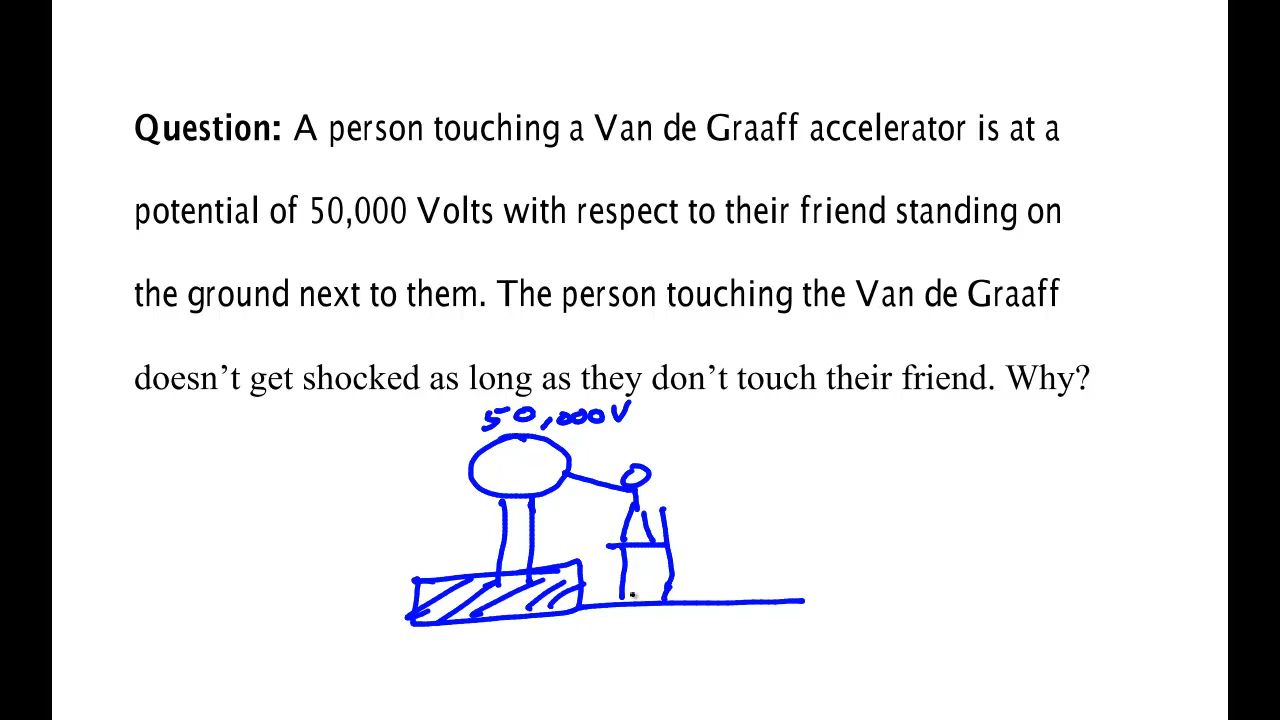 Question: A person touching a Van de Graaff accelerator is at a
potential of 50,000 Volts with respect to their friend standing on
the ground next to them. The person touching the Van de Graaff
doesn’t get shocked as long as they don’t touch their friend. Why?
50,000V